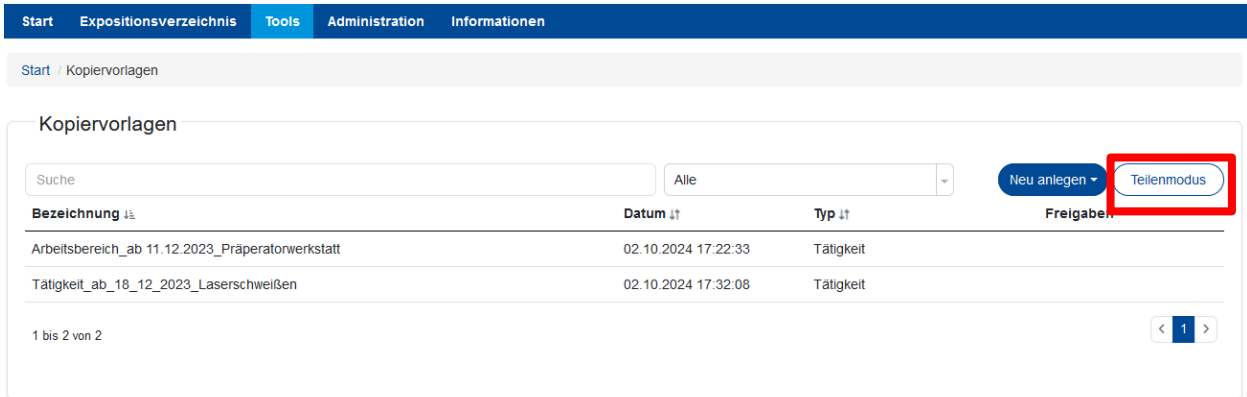 Start Expositionsverzeichnis Tools Administration Informationen
Start / Kopiervorlagen
Kopiervorlagen
Suche Alle Neu anlegen Teilenmodus
Bezeichnung Datum Typ Freigaben
Arbeitsbereich_ab 11.12.2023_Präperatorwerkstatt 02.10.2024 17:22:33 Tätigkeit
Tätigkeit_ab_18_12_2023_Laserschweißen 02.10.2024 17:32:08 Tätigkeit
1 bis 2 von 2 < 1 >